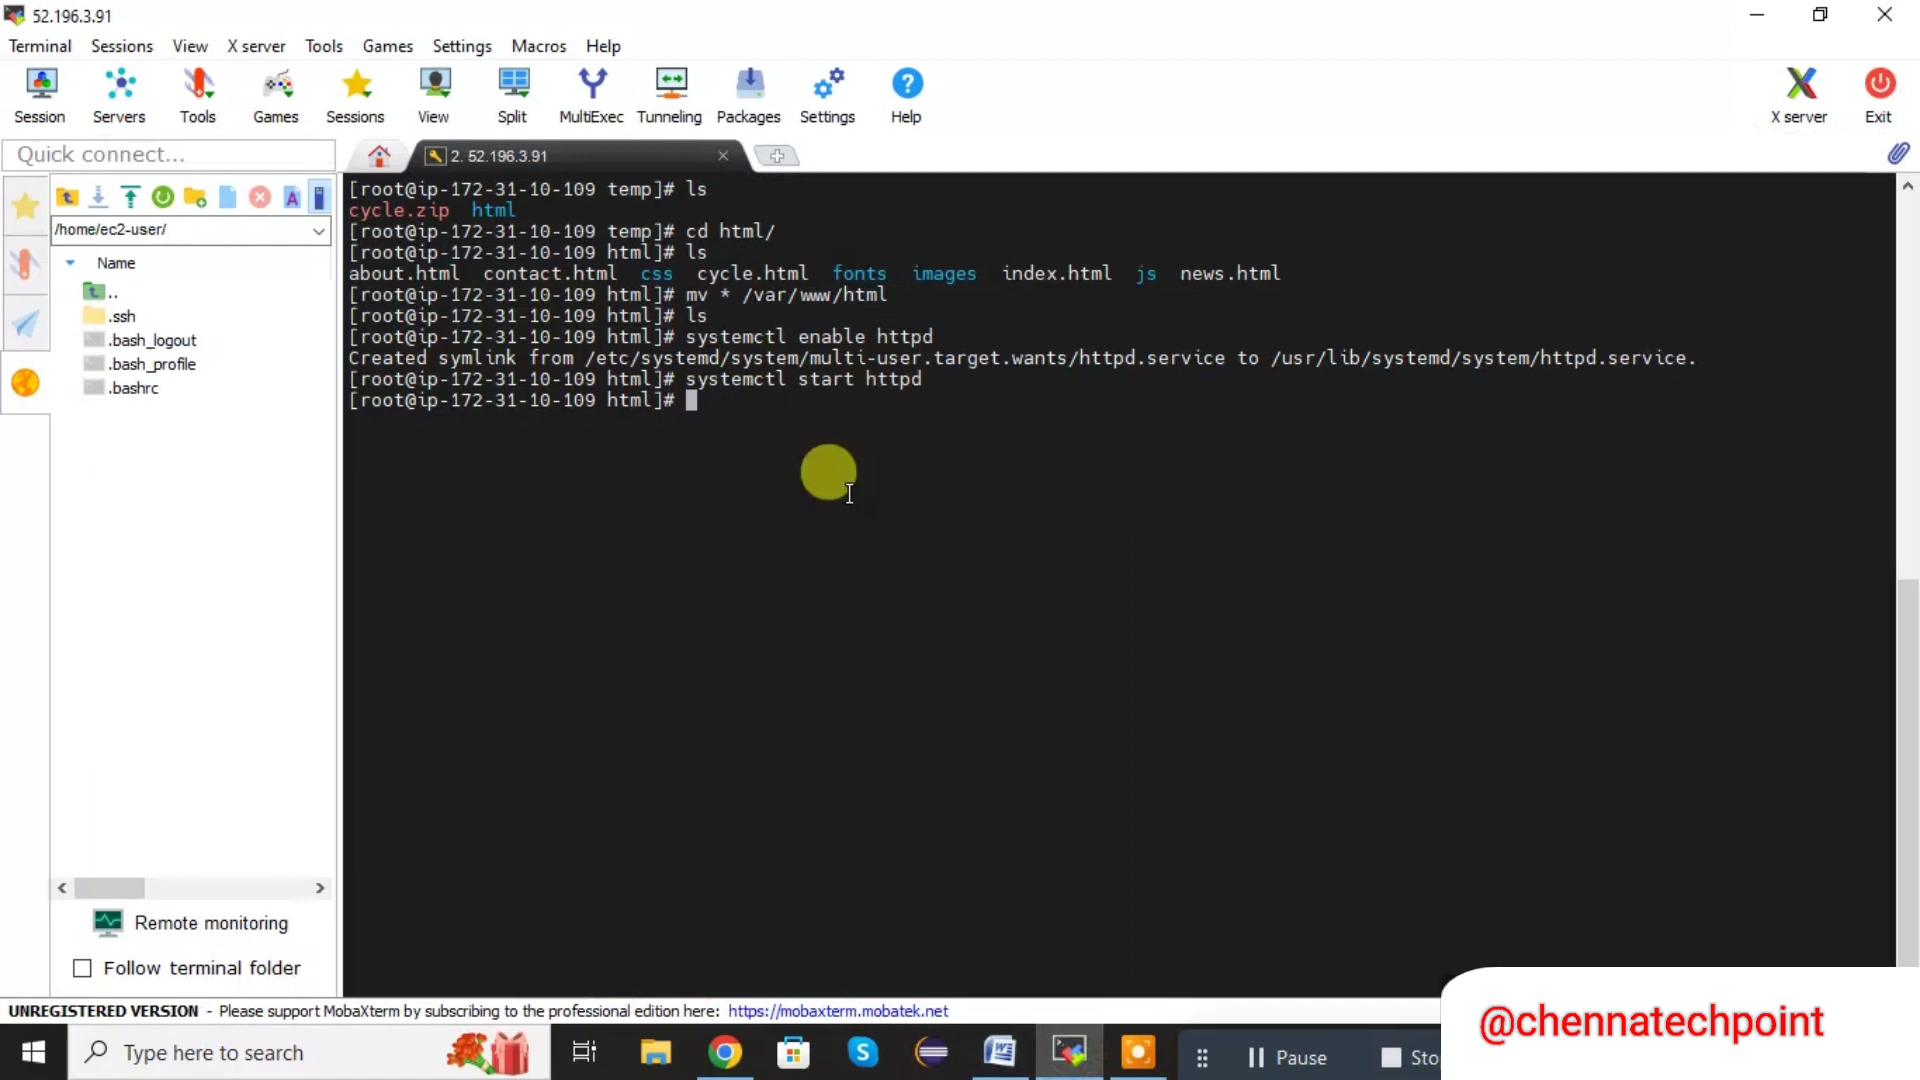 52.196.3.91
Terminal Sessions View X server Tools Games Settings Macros Help
Session Servers Tools Games Sessions View Split MultiExec Tunneling Packages Settings Help X server Exit
Quick connect...
2. 52.196.3.91
/home/ec2-user/
Name
..
.ssh
.bash_logout
.bash_profile
.bashrc
[root@ip-172-31-10-109 temp]# ls
cycle.zip html
[root@ip-172-31-10-109 temp]# cd html/
[root@ip-172-31-10-109 html]# ls
about.html contact.html css cycle.html fonts images index.html js news.html
[root@ip-172-31-10-109 html]# mv * /var/www/html
[root@ip-172-31-10-109 html]# ls
[root@ip-172-31-10-109 html]# systemctl enable httpd
Created symlink from /etc/systemd/system/multi-user.target.wants/httpd.service to /usr/lib/systemd/system/httpd.service.
[root@ip-172-31-10-109 html]# systemctl start httpd
[root@ip-172-31-10-109 html]#
Remote monitoring
Follow terminal folder
UNREGISTERED VERSION - Please support MobaXterm by subscribing to the professional edition here: https://mobaxterm.mobatek.net
@chennatechpoint
Type here to search
Pause
Sto